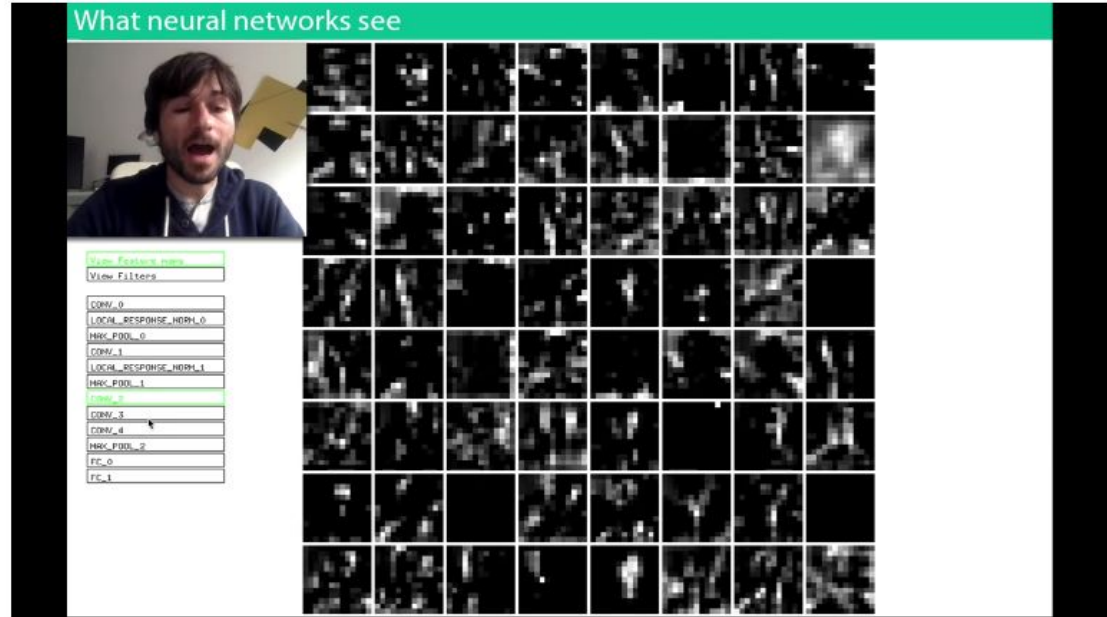 What neural networks see
View Feature maps
View Filters
CONV_0
LOCAL_RESPONSE_NORM_0
MAX_POOL_0
CONV_1
LOCAL_RESPONSE_NORM_1
MAX_POOL_1
CONV_2
CONV_3
CONV_4
MAX_POOL_2
FC_0
FC_1